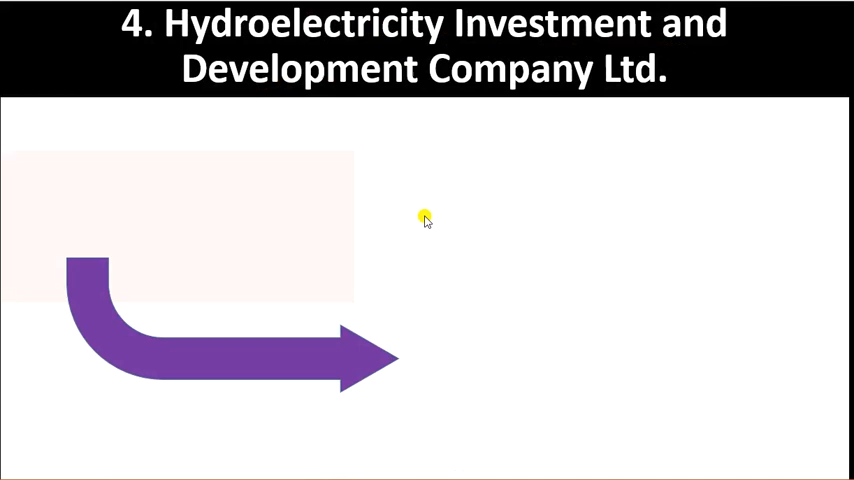 4. Hydroelectricity Investment and
Development Company Ltd.